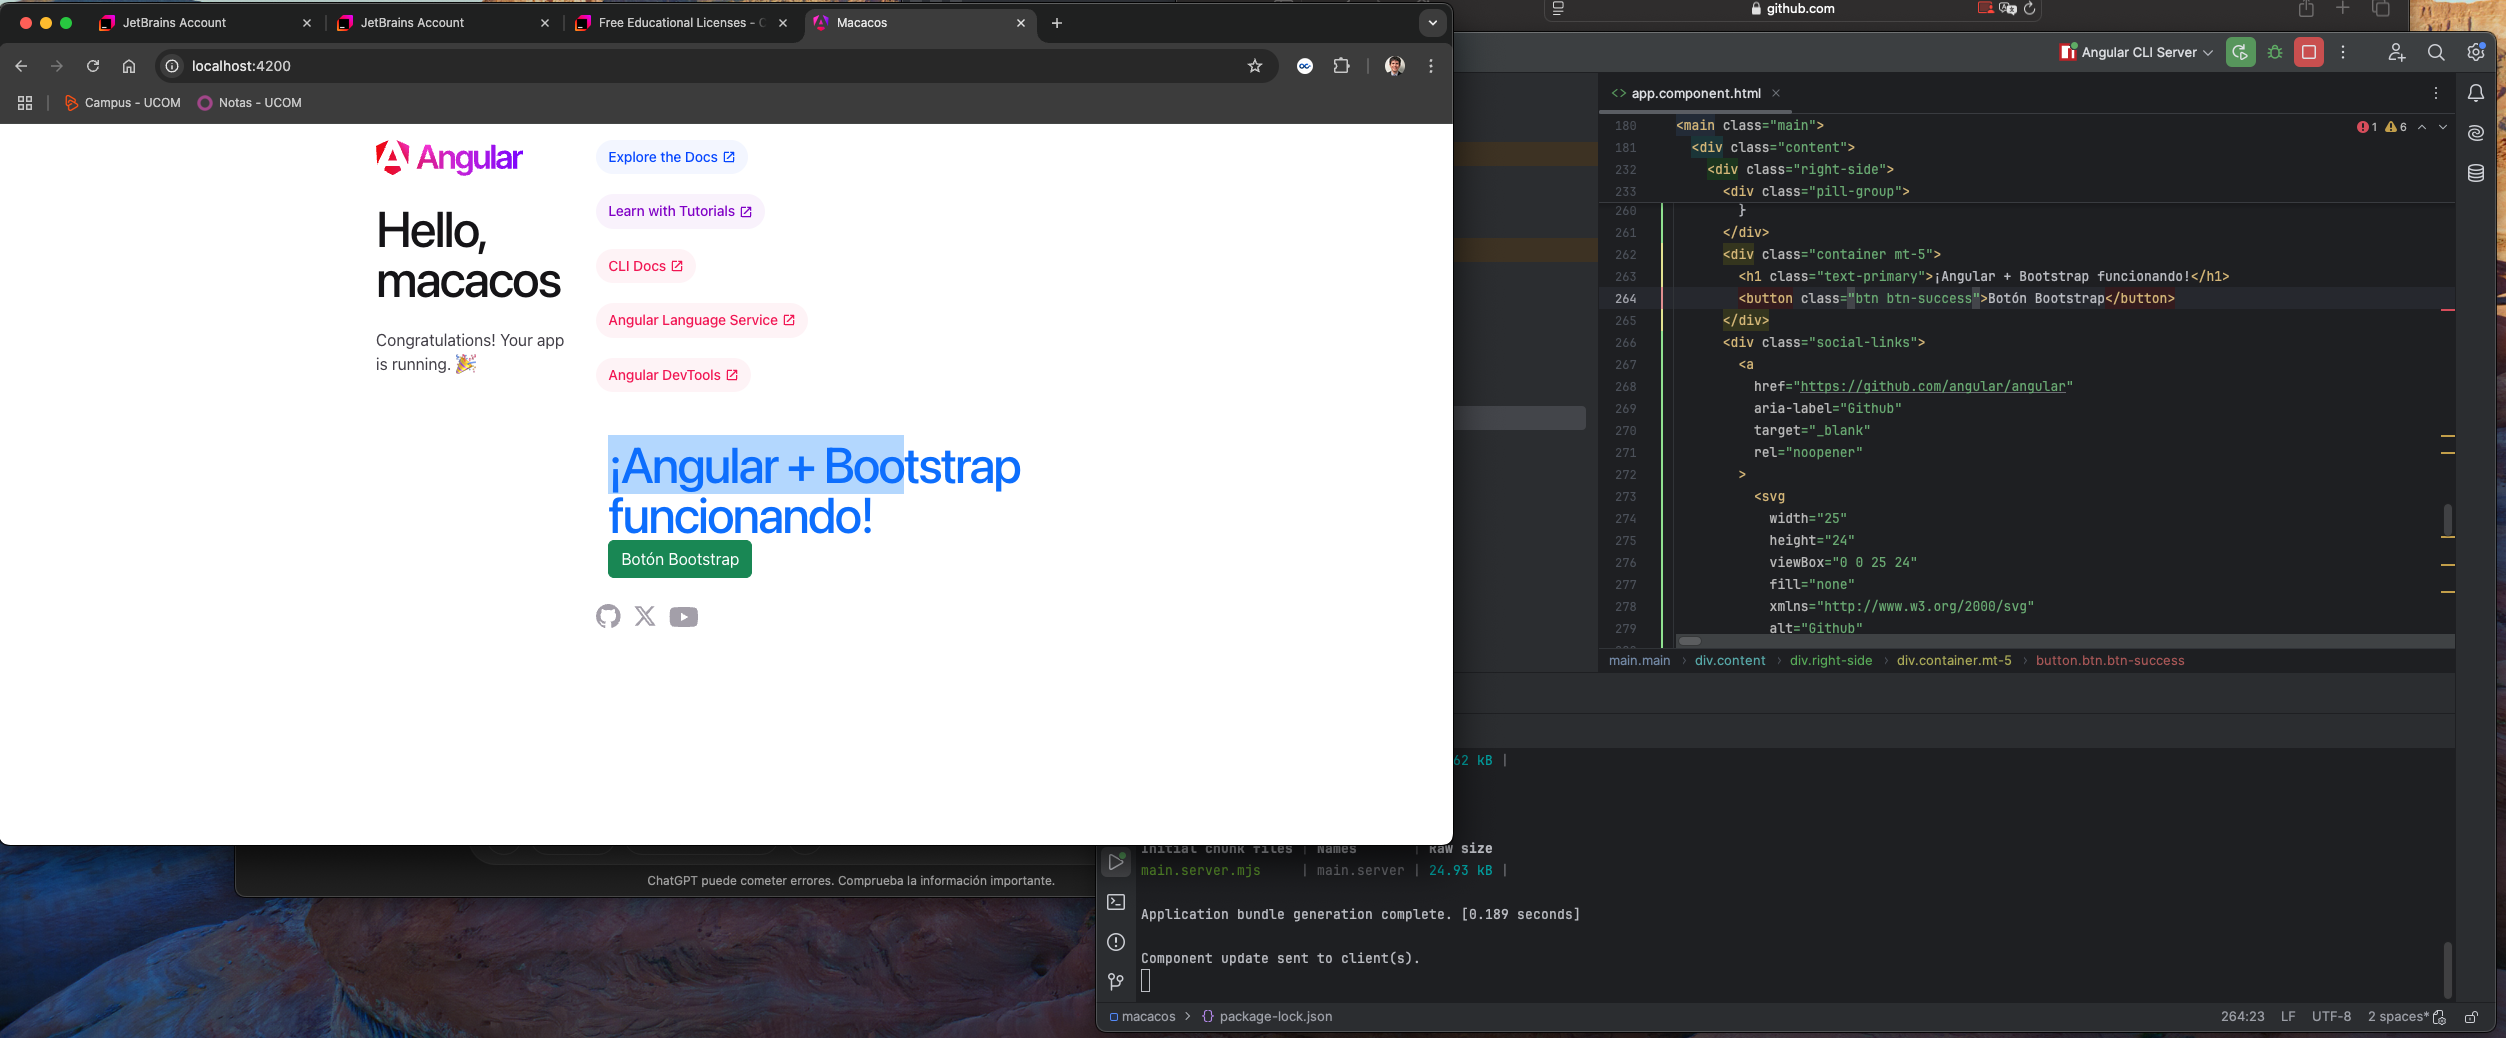 JetBrains Account
JetBrains Account
Free Educational Licenses - C
Macacos
localhost:4200
Campus - UCOM
Notas - UCOM
Angular
Hello,
macacos
Congratulations! Your app
is running. 🎉
Explore the Docs
Learn with Tutorials
CLI Docs
Angular Language Service
Angular DevTools
¡Angular + Bootstrap
funcionando!
Botón Bootstrap
ChatGPT puede cometer errores. Comprueba la información importante.
github.com
Angular CLI Server
<> app.component.html
1 6
180 <main class="main">
181 <div class="content">
232 <div class="right-side">
233 <div class="pill-group">
260 }
261 </div>
262 <div class="container mt-5">
263 <h1 class="text-primary">¡Angular + Bootstrap funcionando!</h1>
264 <button class="btn btn-success">Botón Bootstrap</button>
265 </div>
266 <div class="social-links">
267 <a
268 href="https://github.com/angular/angular"
269 aria-label="Github"
270 target="_blank"
271 rel="noopener"
272 >
273 <svg
274 width="25"
275 height="24"
276 viewBox="0 0 25 24"
277 fill="none"
278 xmlns="http://www.w3.org/2000/svg"
279 alt="Github"
main.main › div.content › div.right-side › div.container.mt-5 › button.btn.btn-success
62 kB |
Initial chunk files | Names | Raw size
main.server.mjs | main.server | 24.93 kB |
Application bundle generation complete. [0.189 seconds]
Component update sent to client(s).
macacos › {} package-lock.json
264:23 LF UTF-8 2 spaces*